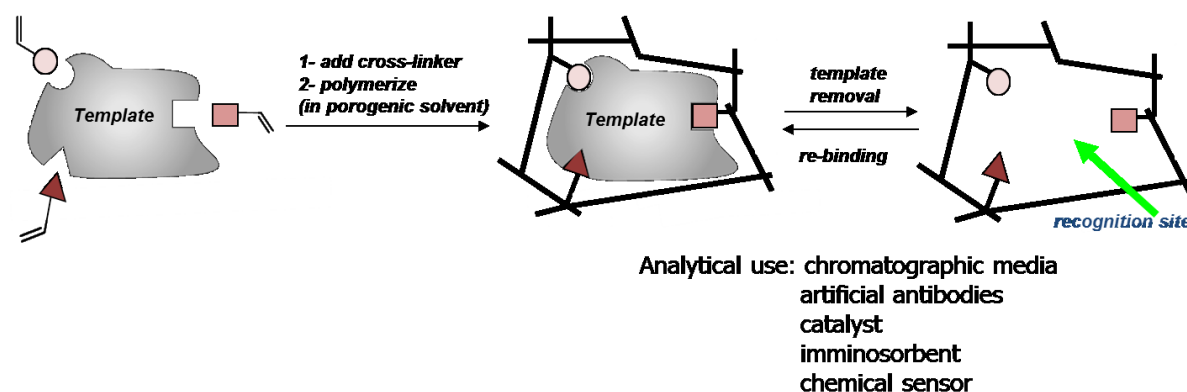 Template
1- add cross-linker
2- polymerize
(in porogenic solvent)
Template
template
removal
re-binding
recognition site
Analytical use: chromatographic media
artificial antibodies
catalyst
imminosorbent
chemical sensor